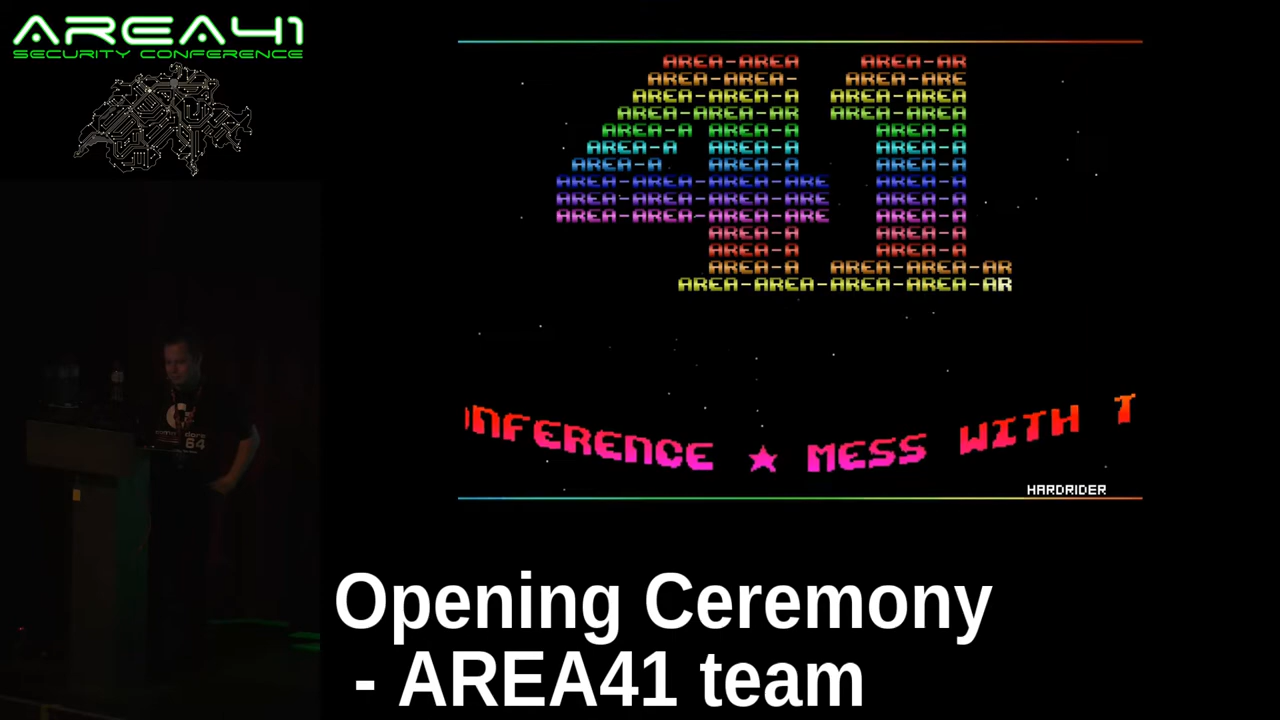 AREA41
SECURITY CONFERENCE
AREA-AREA AREA-AR
AREA-AREA- AREA-ARE
AREA-AREA-A AREA-AREA
AREA-AREA-AR AREA-AREA
AREA-A AREA-A AREA-A
AREA-A AREA-A AREA-A
AREA-A AREA-A AREA-A
AREA-AREA-AREA-ARE AREA-A
AREA-AREA-AREA-ARE AREA-A
AREA-AREA-AREA-ARE AREA-A
AREA-A AREA-A
AREA-A AREA-A
AREA-A AREA-AREA-AR
AREA-AREA-AREA-AREA-AREA-AR
ONFERENCE ★ MESS WITH T
HARDRIDER
64
Opening Ceremony
- AREA41 team